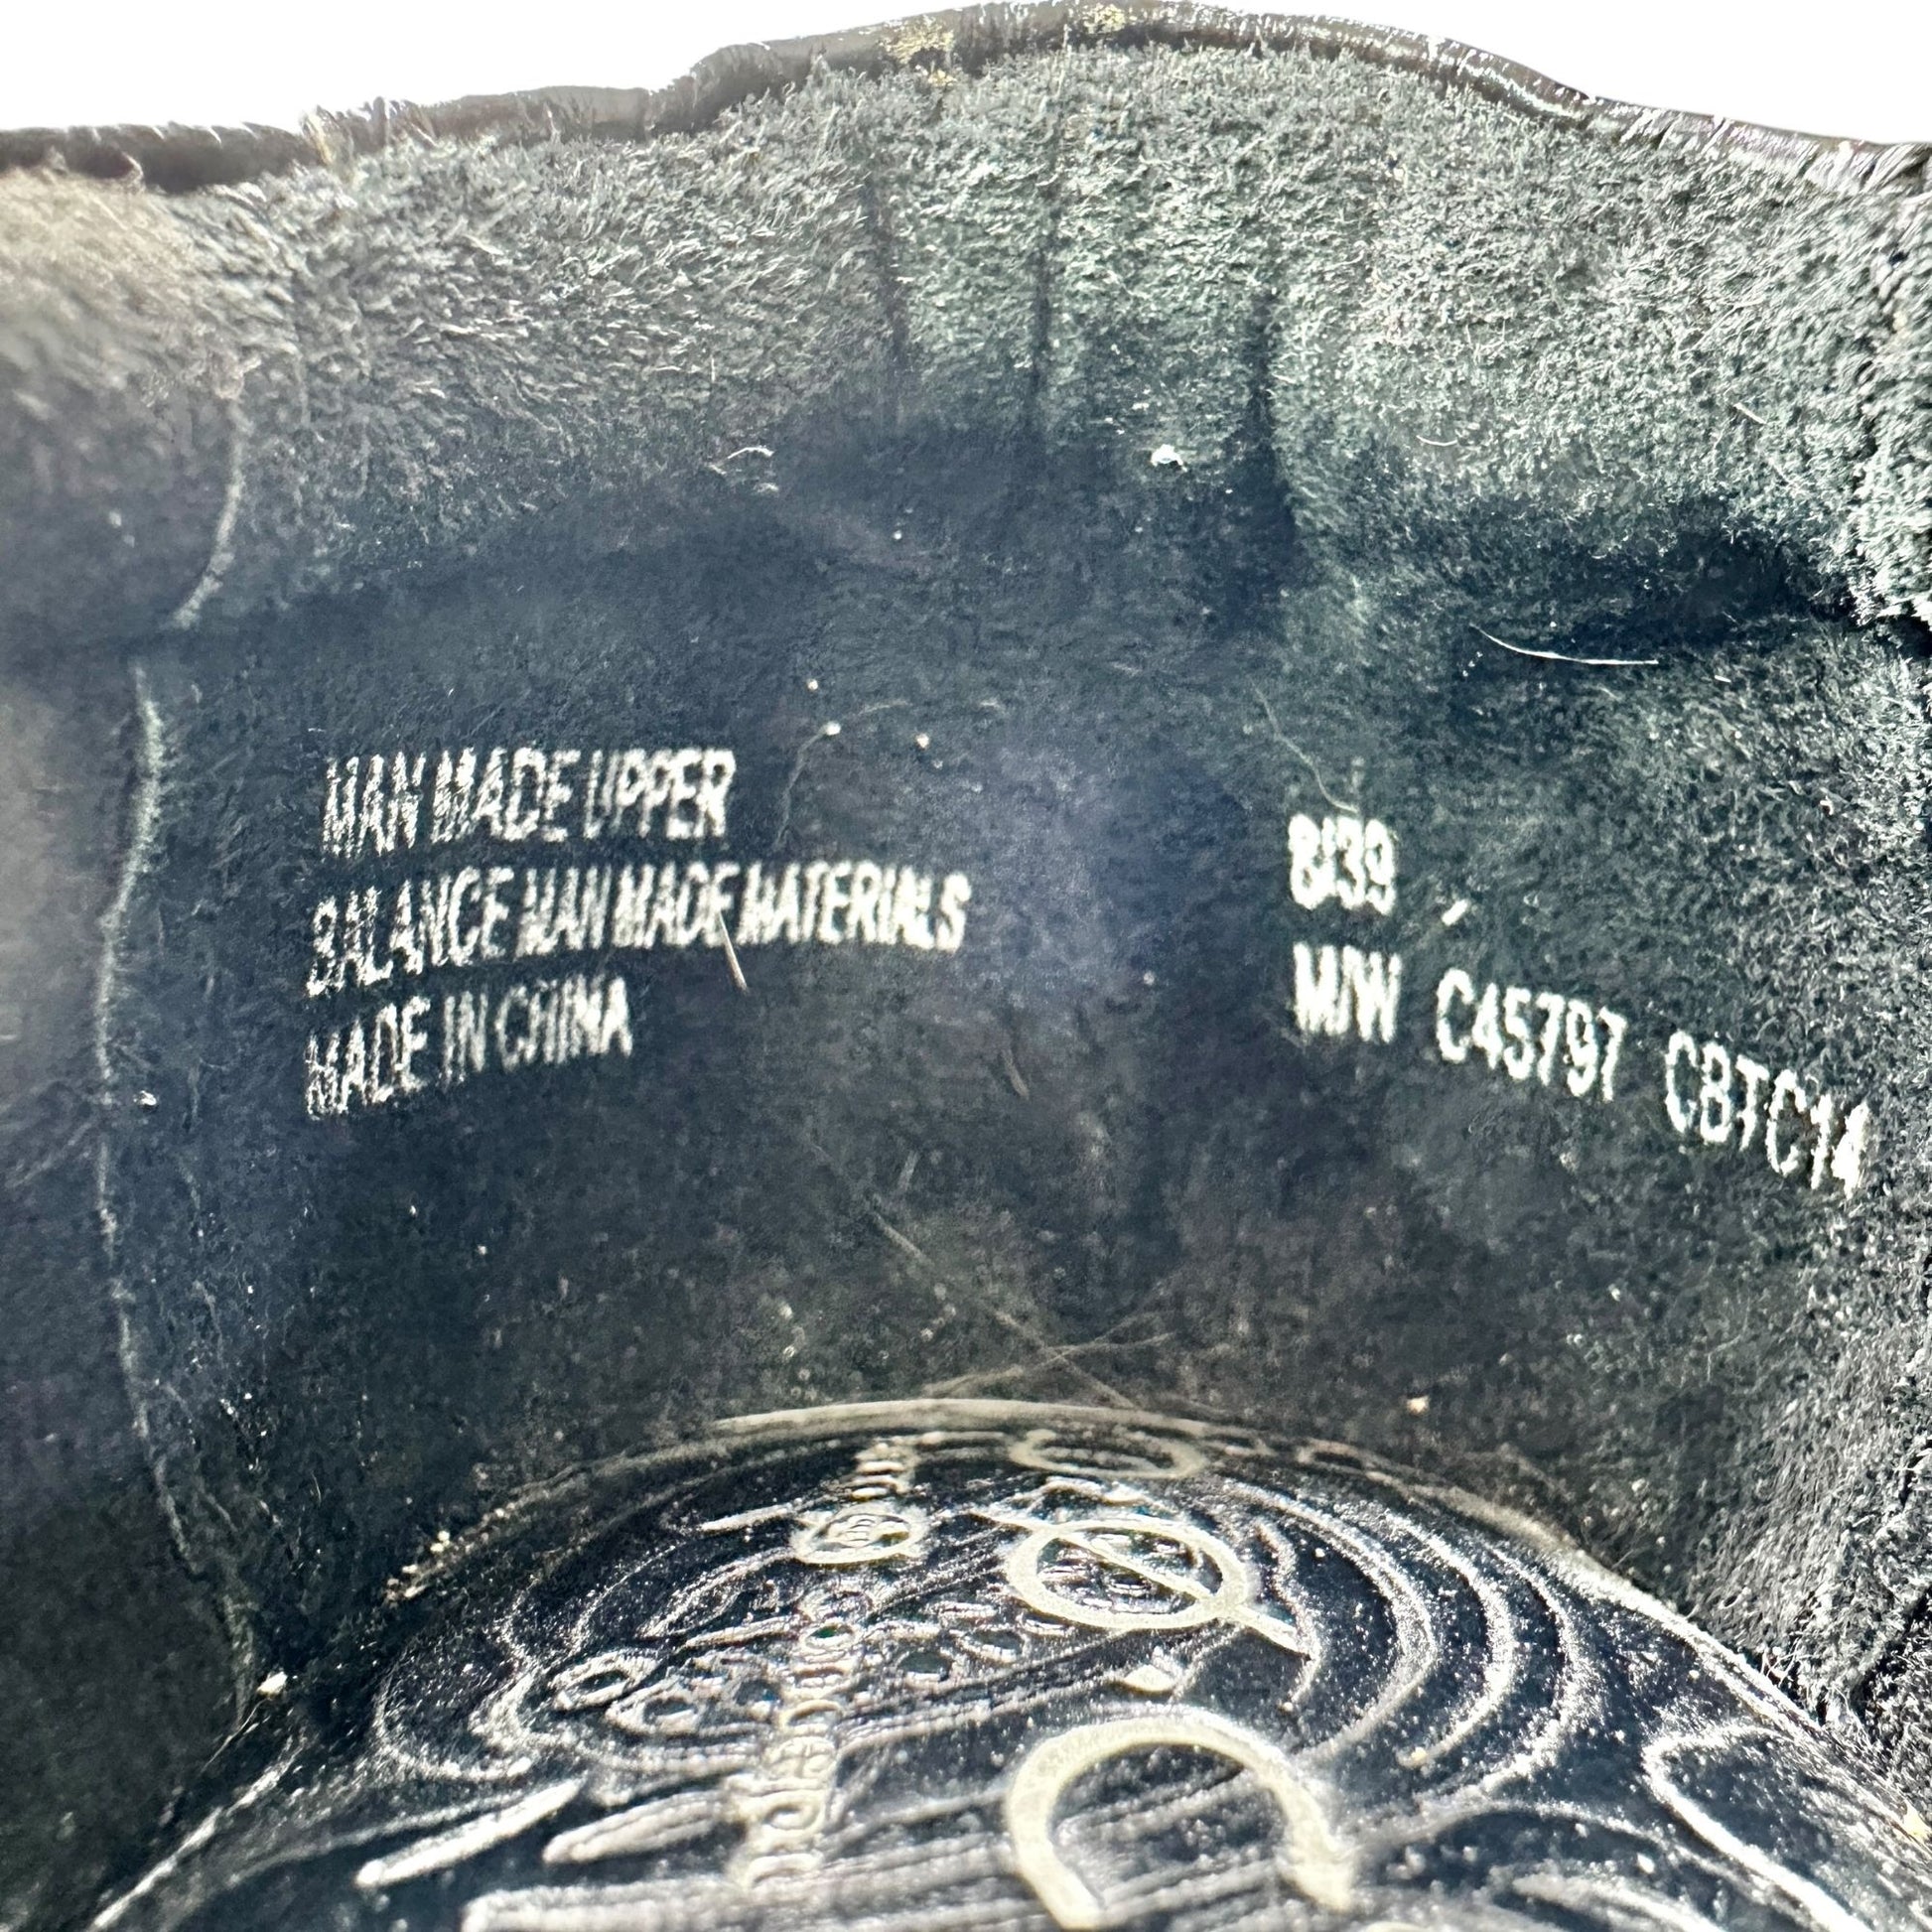 MAN MADE UPPER
BALANCE MAN MADE MATERIALS
MADE IN CHINA
8/39
M/W C45797 CBTC14